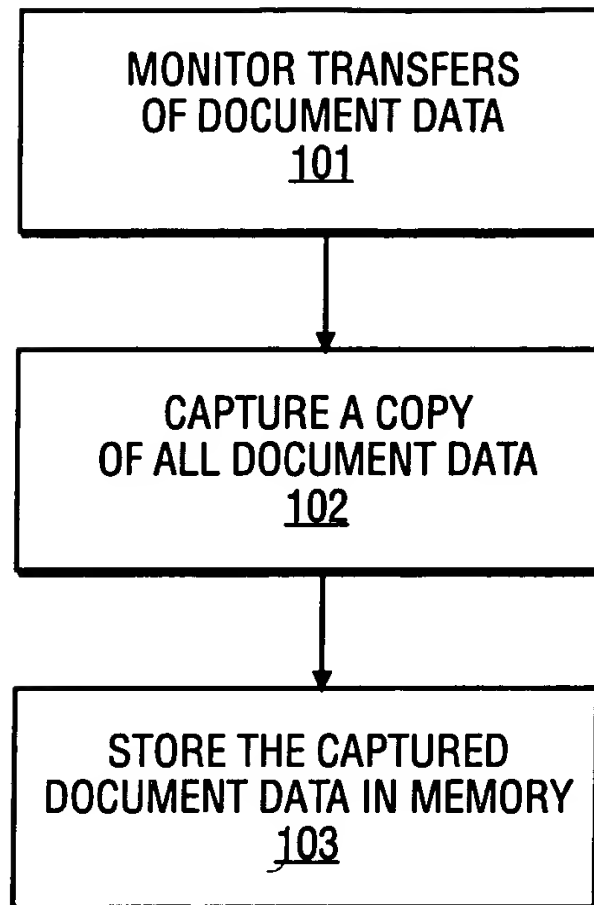 MONITOR TRANSFERS
OF DOCUMENT DATA
101
CAPTURE A COPY
OF ALL DOCUMENT DATA
102
STORE THE CAPTURED
DOCUMENT DATA IN MEMORY
103